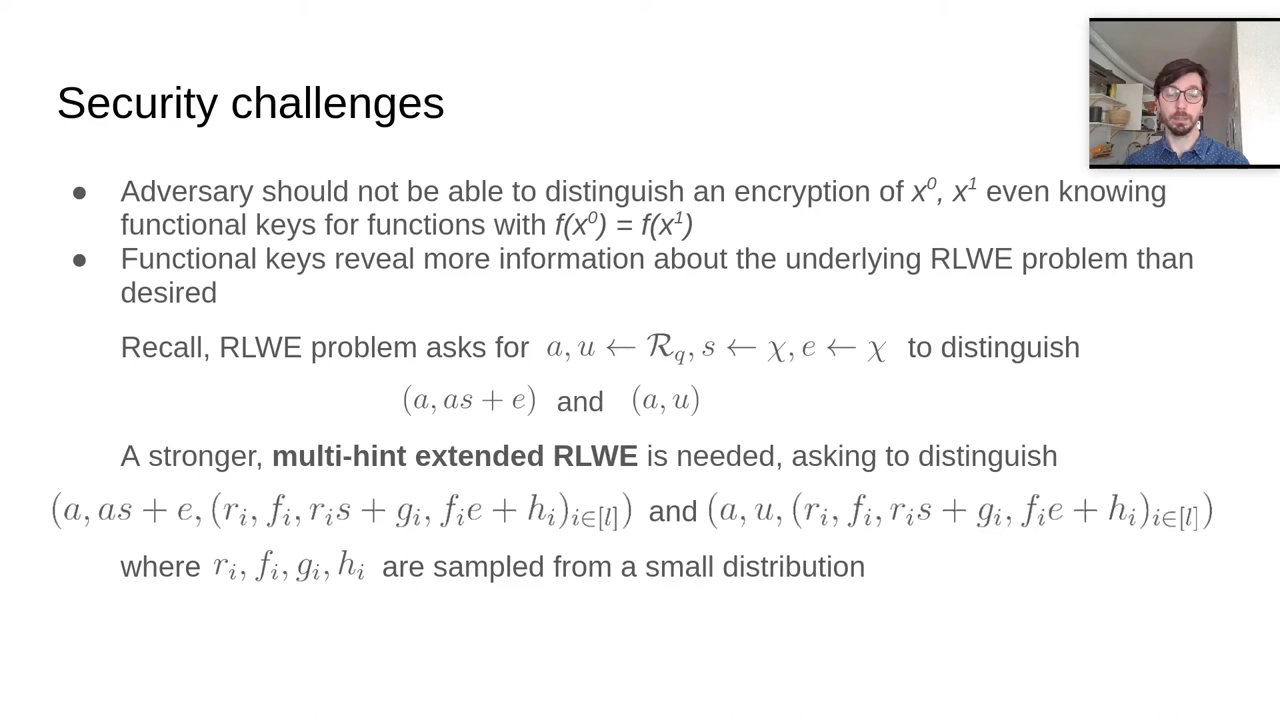 Security challenges
● Adversary should not be able to distinguish an encryption of x⁰, x¹ even knowing
functional keys for functions with f(x⁰) = f(x¹)
● Functional keys reveal more information about the underlying RLWE problem than
desired
Recall, RLWE problem asks for a, u ← ℛ_q, s ← χ, e ← χ to distinguish
(a, as + e) and (a, u)
A stronger, multi-hint extended RLWE is needed, asking to distinguish
(a, as + e, (r_i, f_i, r_i s + g_i, f_i e + h_i)_{i∈[l]}) and (a, u, (r_i, f_i, r_i s + g_i, f_i e + h_i)_{i∈[l]})
where r_i, f_i, g_i, h_i are sampled from a small distribution